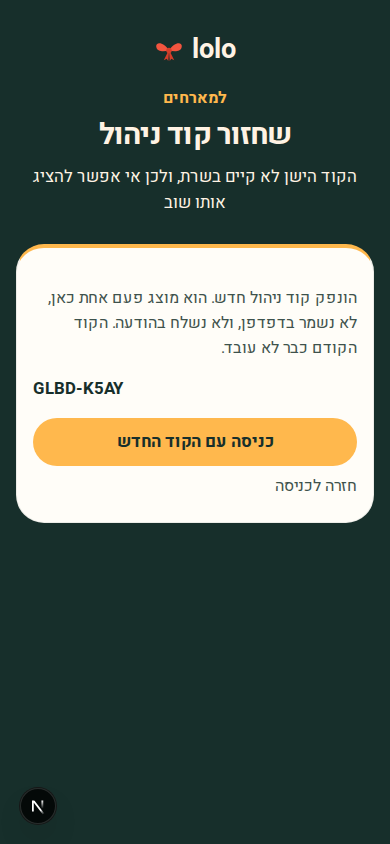 lolo
למארחים
שחזור קוד ניהול
הקוד הישן לא קיים בשרת, ולכן אי אפשר להציג
אותו שוב
הונפק קוד ניהול חדש. הוא מוצג פעם אחת כאן,
לא נשמר בדפדפן, ולא נשלח בהודעה. הקוד
הקודם כבר לא עובד.
GLBD-K5AY
כניסה עם הקוד החדש
חזרה לכניסה
N